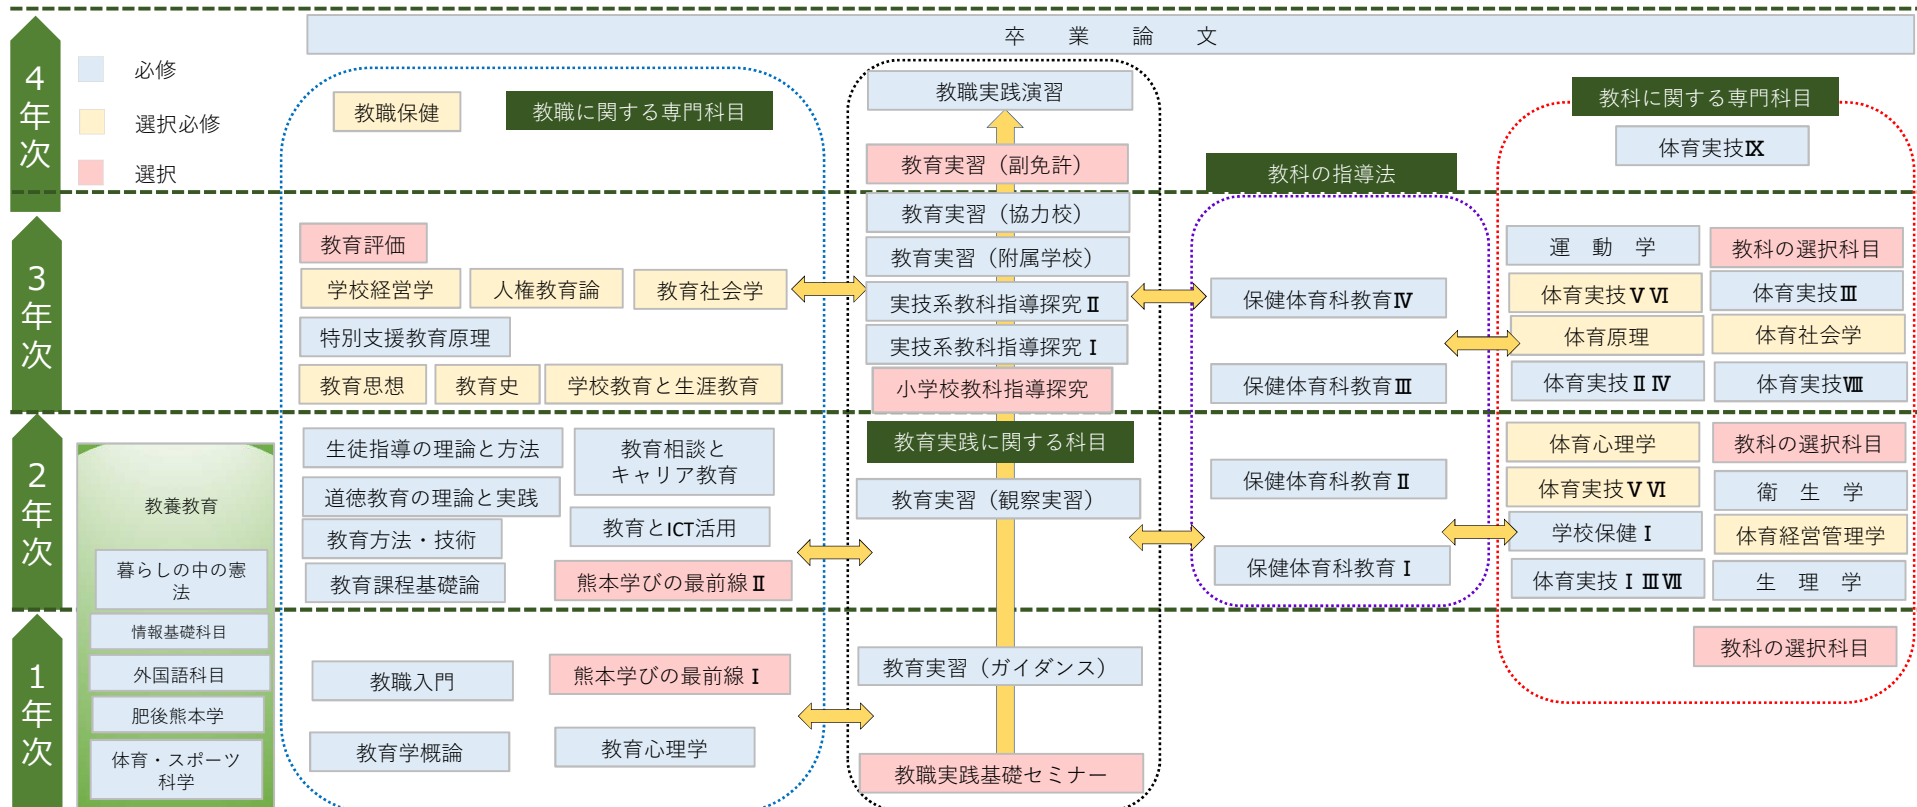 卒業論文
4年次
必修
選択必修
選択
教職保健
教職に関する専門科目
教職実践演習
教育実習（副免許）
教科の指導法
教科に関する専門科目
体育実技Ⅸ
3年次
教育評価
学校経営学
人権教育論
教育社会学
特別支援教育原理
教育思想
教育史
学校教育と生涯教育
教育実習（協力校）
教育実習（附属学校）
実技系教科指導探究Ⅱ
実技系教科指導探究Ⅰ
小学校教科指導探究
保健体育科教育Ⅳ
保健体育科教育Ⅲ
運動学
教科の選択科目
体育実技ⅤⅥ
体育実技Ⅲ
体育原理
体育社会学
体育実技ⅡⅣ
体育実技Ⅷ
2年次
教養教育
暮らしの中の憲
法
情報基礎科目
外国語科目
肥後熊本学
体育・スポーツ
科学
生徒指導の理論と方法
教育相談と
キャリア教育
道徳教育の理論と実践
教育方法・技術
教育とICT活用
教育課程基礎論
熊本学びの最前線Ⅱ
教育実践に関する科目
教育実習（観察実習）
保健体育科教育Ⅱ
保健体育科教育Ⅰ
体育心理学
教科の選択科目
体育実技ⅤⅥ
衛生学
学校保健Ⅰ
体育経営管理学
体育実技ⅠⅢⅦ
生理学
1年次
教職入門
熊本学びの最前線Ⅰ
教育学概論
教育心理学
教育実習（ガイダンス）
教職実践基礎セミナー
教科の選択科目